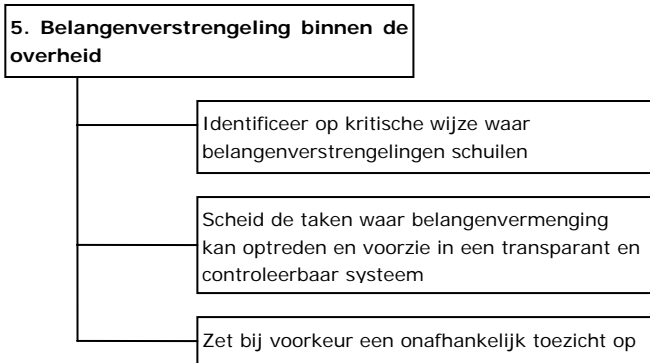 5. Belangenverstrengeling binnen de
overheid
Identificeer op kritische wijze waar
belangenverstrengelingen schuilen
Scheid de taken waar belangenvermenging
kan optreden en voorzie in een transparant en
controleerbaar systeem
Zet bij voorkeur een onafhankelijk toezicht op